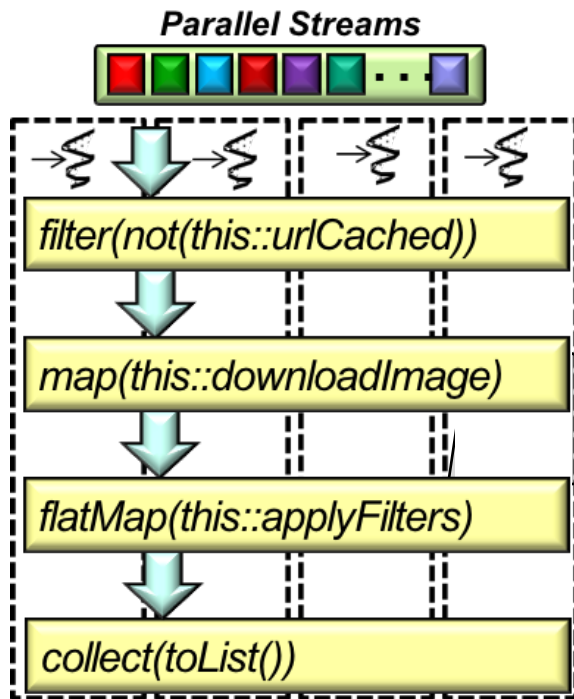 Parallel Streams
...
filter(not(this::urlCached))
map(this::downloadImage)
flatMap(this::applyFilters)
collect(toList())